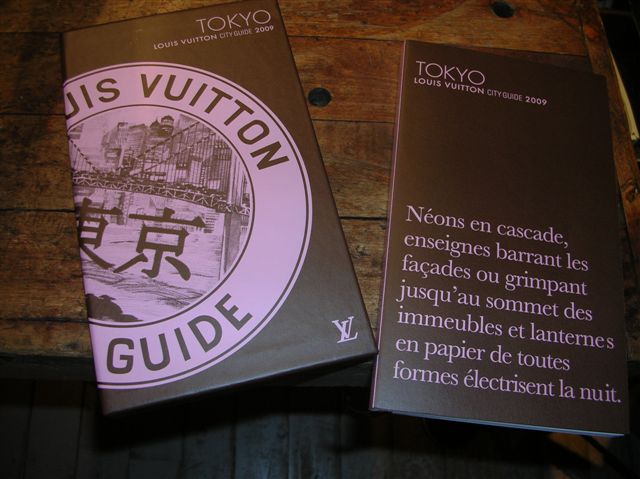 TOKYO
LOUIS VUITTON CITY GUIDE 2009
UIS VUITTON
東京
GUIDE
LV
TOKYO
LOUIS VUITTON CITY GUIDE 2009
Néons en cascade,
enseignes barrant les
façades ou grimpant
jusqu'au sommet des
immeubles et lanternes
en papier de toutes
formes électrisent la nuit.